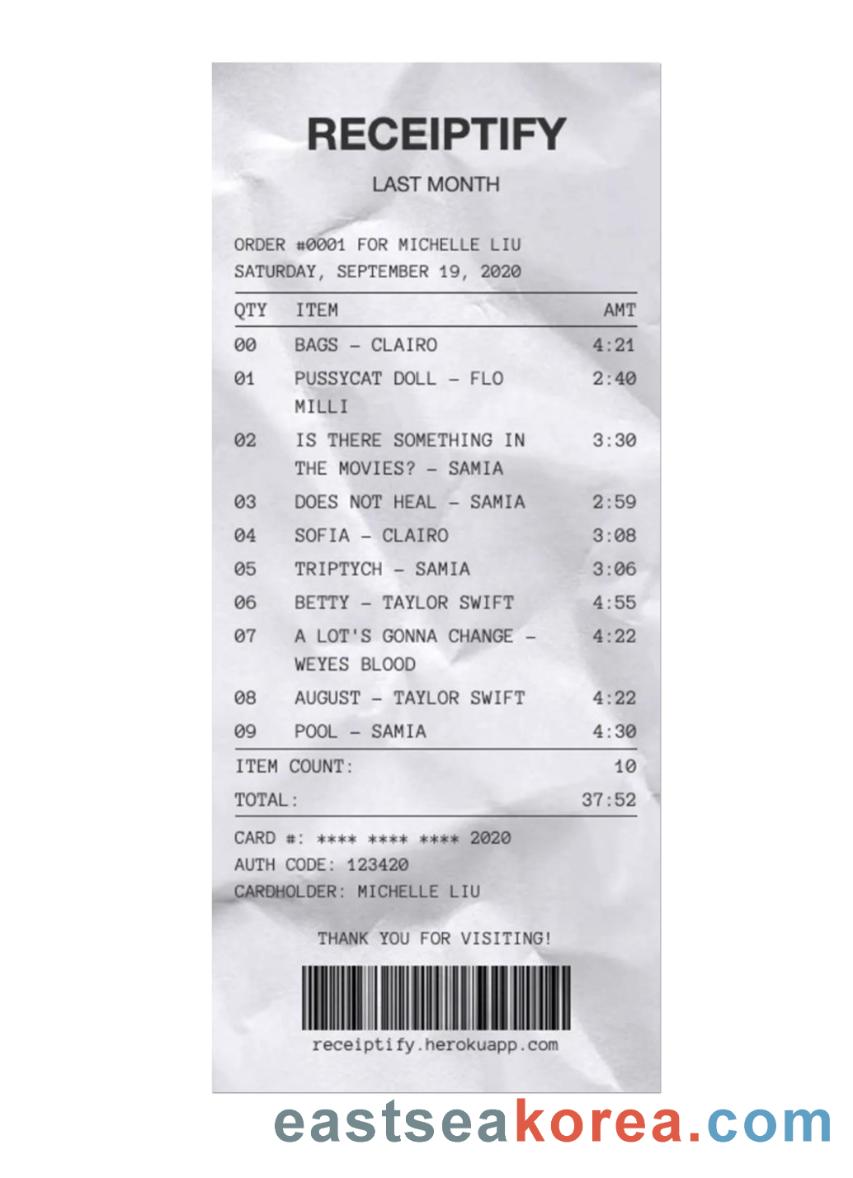 RECEIPTIFY
LAST MONTH
ORDER #0001 FOR MICHELLE LIU
SATURDAY, SEPTEMBER 19, 2020
QTY ITEM AMT
00 BAGS – CLAIRO 4:21
01 PUSSYCAT DOLL – FLO 2:40
MILLI
02 IS THERE SOMETHING IN 3:30
THE MOVIES? – SAMIA
03 DOES NOT HEAL – SAMIA 2:59
04 SOFIA – CLAIRO 3:08
05 TRIPTYCH – SAMIA 3:06
06 BETTY – TAYLOR SWIFT 4:55
07 A LOT'S GONNA CHANGE – 4:22
WEYES BLOOD
08 AUGUST – TAYLOR SWIFT 4:22
09 POOL – SAMIA 4:30
ITEM COUNT: 10
TOTAL: 37:52
CARD #: **** **** **** 2020
AUTH CODE: 123420
CARDHOLDER: MICHELLE LIU
THANK YOU FOR VISITING!
receiptify.herokuapp.com
eastseakorea.com